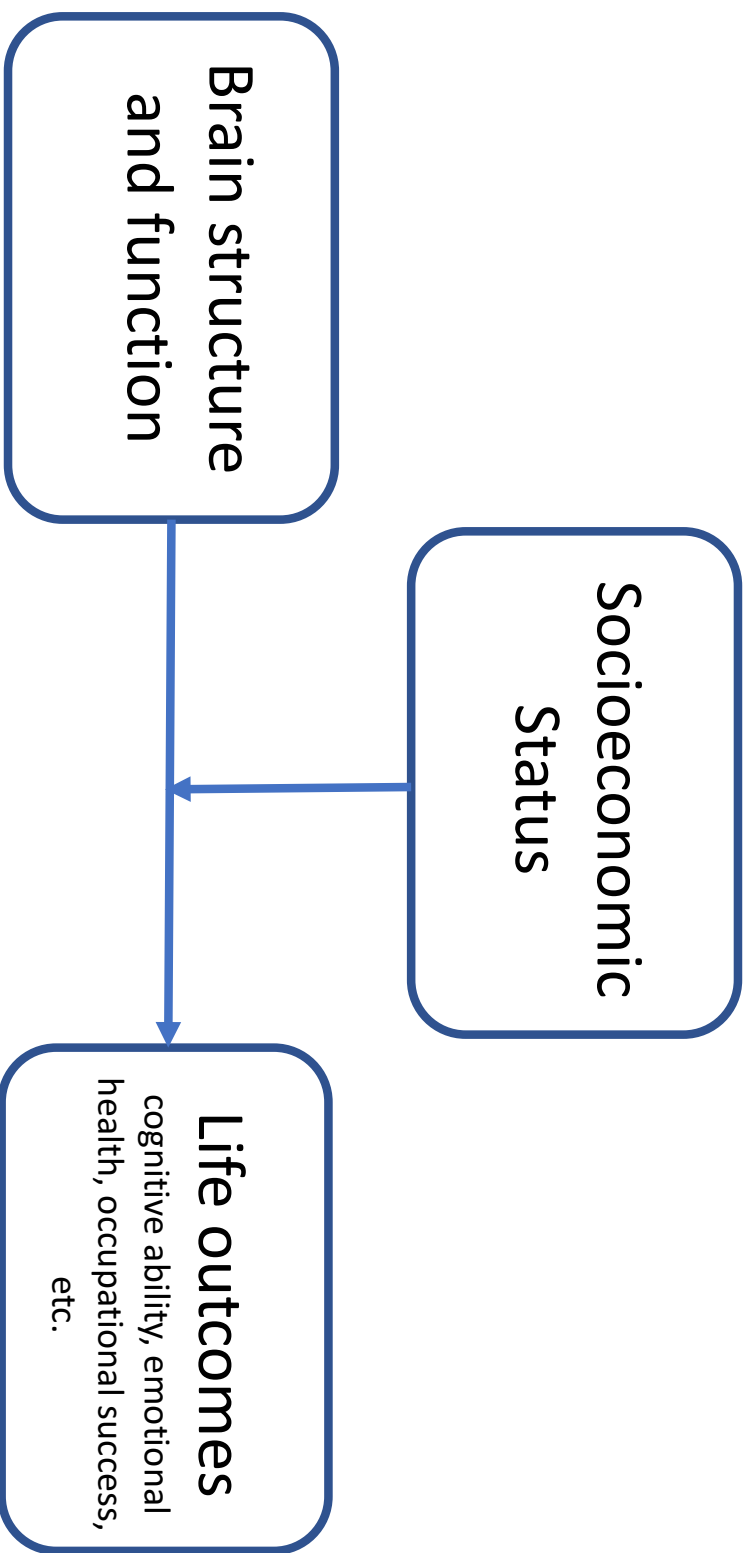 Socioeconomic
Status
Brain structure
and function
Life outcomes
cognitive ability, emotional
health, occupational success,
etc.